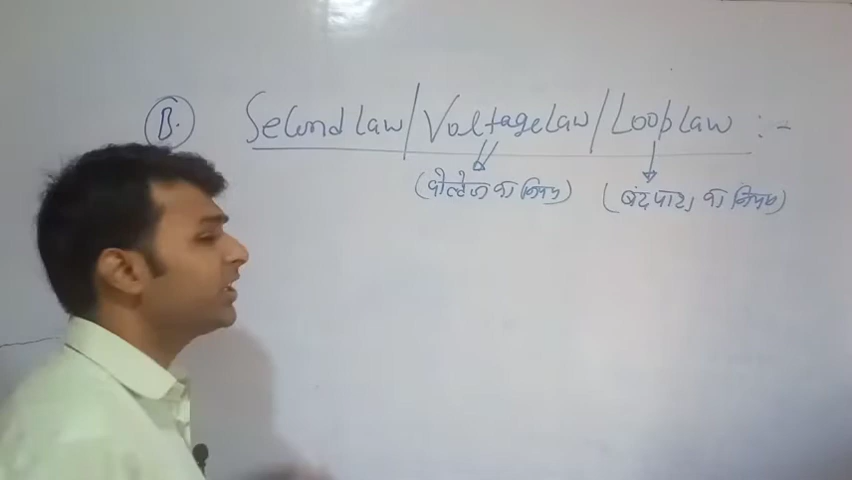 B. Second law/Voltage law/Loop law :-
(वोल्टेज का नियम) (बंद पाश का नियम)